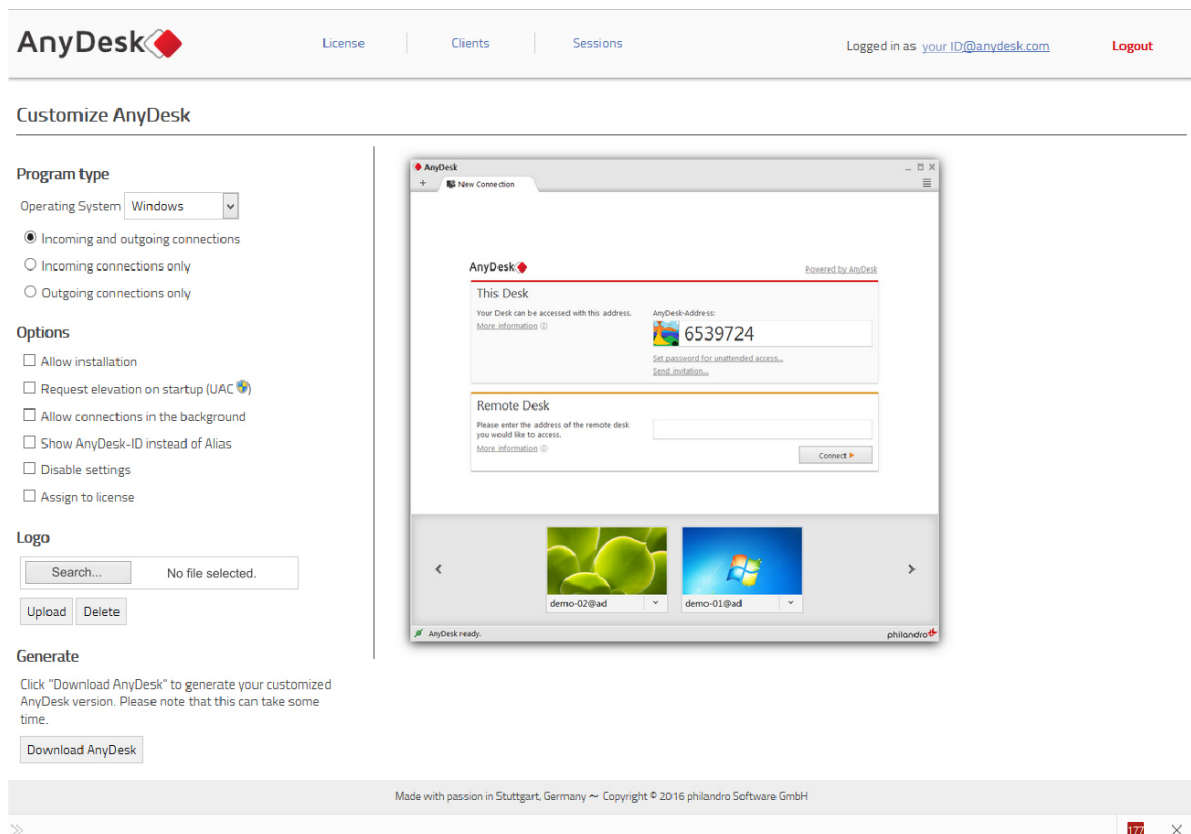 AnyDesk
License
Clients
Sessions
Logged in as your ID@anydesk.com
Logout
Customize AnyDesk
Program type
Operating System Windows
Incoming and outgoing connections
Incoming connections only
Outgoing connections only
Options
Allow installation
Request elevation on startup (UAC )
Allow connections in the background
Show AnyDesk-ID instead of Alias
Disable settings
Assign to license
Logo
Search... No file selected.
Upload Delete
Generate
Click "Download AnyDesk" to generate your customized
AnyDesk version. Please note that this can take some
time.
Download AnyDesk
AnyDesk
New Connection
AnyDesk
Powered by AnyDesk
This Desk
Your Desk can be accessed with this address.
More information
AnyDesk-Address:
6539724
Set password for unattended access...
Send invitation...
Remote Desk
Please enter the address of the remote desk
you would like to access.
More information
Connect
demo-02@ad
demo-01@ad
AnyDesk ready.
philandro
Made with passion in Stuttgart, Germany ~ Copyright © 2016 philandro Software GmbH
177